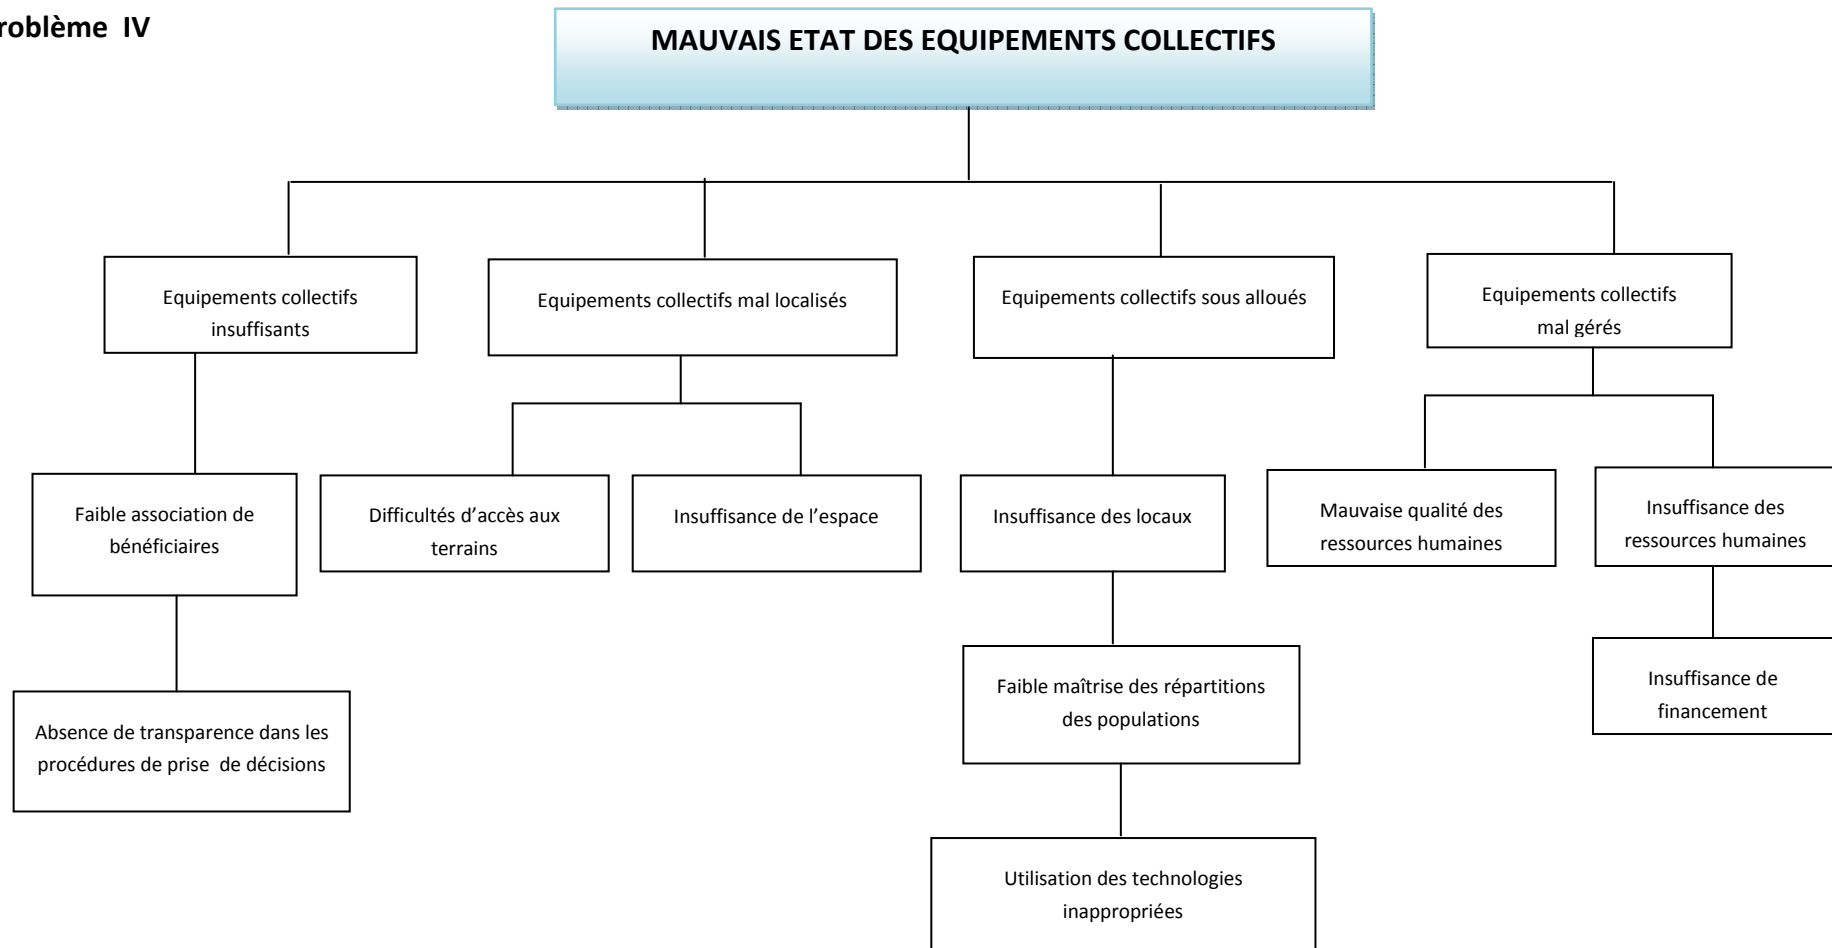 roblème IV
MAUVAIS ETAT DES EQUIPEMENTS COLLECTIFS
Equipements collectifs
insuffisants
Equipements collectifs mal localisés
Equipements collectifs sous alloués
Equipements collectifs
mal gérés
Faible association de
bénéficiaires
Difficultés d’accès aux
terrains
Insuffisance de l’espace
Insuffisance des locaux
Mauvaise qualité des
ressources humaines
Insuffisance des
ressources humaines
Absence de transparence dans les
procédures de prise de décisions
Faible maîtrise des répartitions
des populations
Insuffisance de
financement
Utilisation des technologies
inappropriées